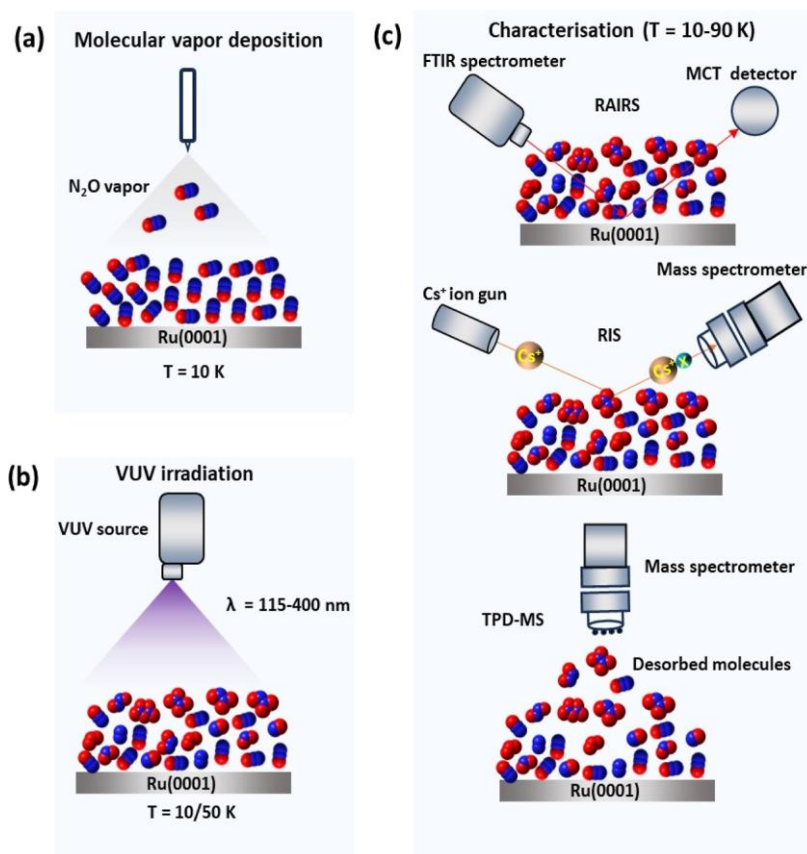 (a)
Molecular vapor deposition
N₂O vapor
Ru(0001)
T = 10 K
(b)
VUV irradiation
VUV source
λ = 115-400 nm
Ru(0001)
T = 10/50 K
(c)
Characterisation (T = 10-90 K)
FTIR spectrometer
MCT detector
RAIRS
Ru(0001)
Mass spectrometer
Cs⁺ ion gun
RIS
Cs⁺
Cs⁺ X
Ru(0001)
Mass spectrometer
TPD-MS
Desorbed molecules
Ru(0001)